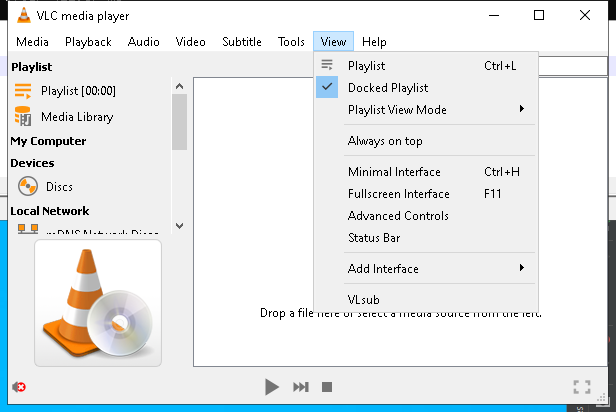 VLC media player
Media Playback Audio Video Subtitle Tools View Help
Playlist
Playlist [00:00]
Media Library
My Computer
Devices
Discs
Local Network
mDNS Network Disco
Playlist Ctrl+L
Docked Playlist
Playlist View Mode
Always on top
Minimal Interface Ctrl+H
Fullscreen Interface F11
Advanced Controls
Status Bar
Add Interface
VLsub
Drop a file here or select a media source from the left.